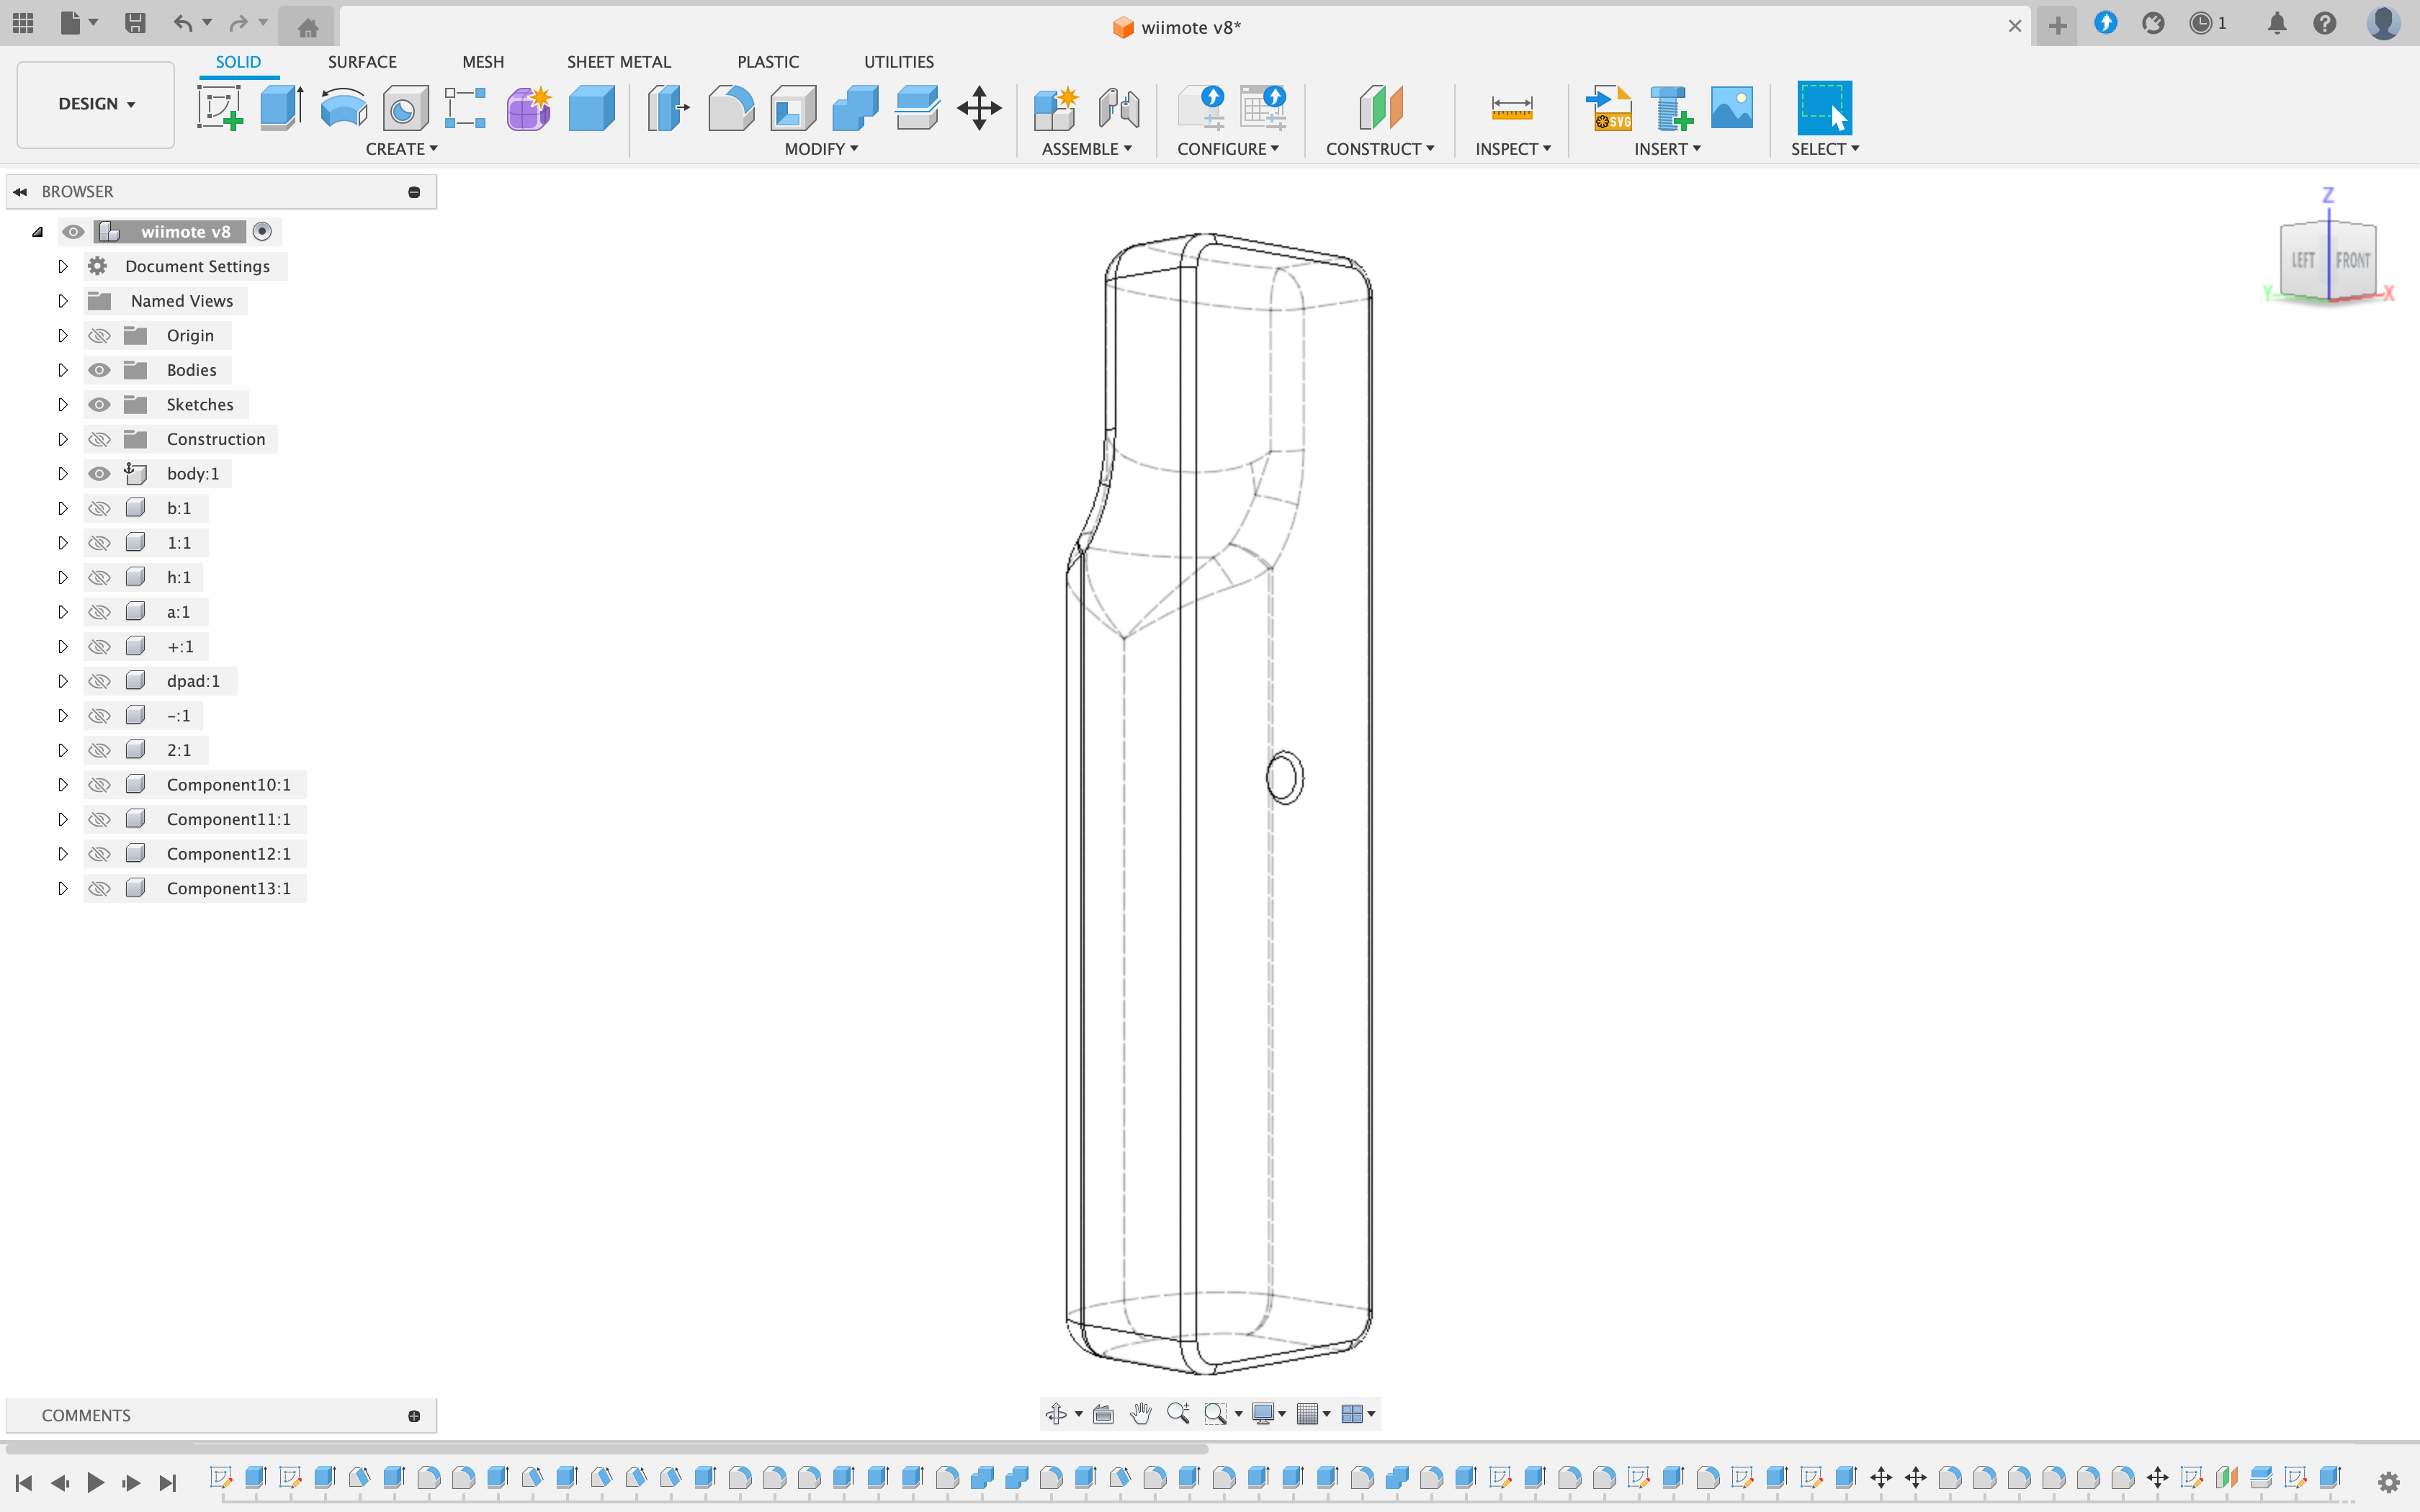 wiimote v8*
1
SOLID SURFACE MESH SHEET METAL PLASTIC UTILITIES
DESIGN
SVG
CREATE MODIFY ASSEMBLE CONFIGURE CONSTRUCT INSPECT INSERT SELECT
BROWSER
wiimote v8
Document Settings
Named Views
Origin
Bodies
Sketches
Construction
body:1
b:1
1:1
h:1
a:1
+:1
dpad:1
-:1
2:1
Component10:1
Component11:1
Component12:1
Component13:1
Z
LEFT FRONT
Y X
COMMENTS